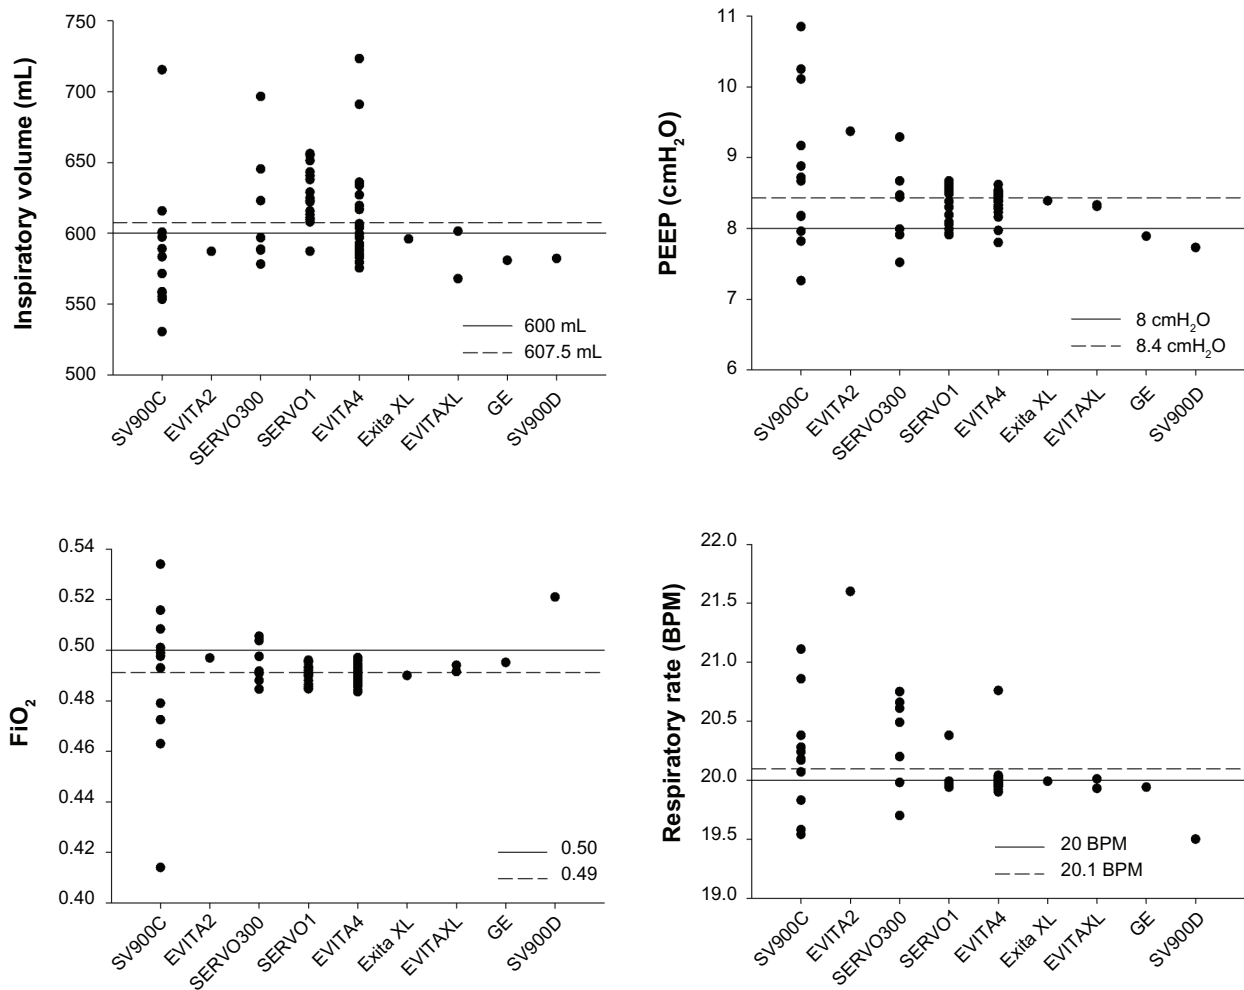 Inspiratory volume (mL)
750
700
650
600
550
500
600 mL
607.5 mL
SV900C
EVITA2
SERVO300
SERVO1
EVITA4
Exita XL
EVITAXL
GE
SV900D
PEEP (cmH₂O)
11
10
9
8
7
6
8 cmH₂O
8.4 cmH₂O
SV900C
EVITA2
SERVO300
SERVO1
EVITA4
Exita XL
EVITAXL
GE
SV900D
FiO₂
0.54
0.52
0.50
0.48
0.46
0.44
0.42
0.40
0.50
0.49
SV900C
EVITA2
SERVO300
SERVO1
EVITA4
Exita XL
EVITAXL
GE
SV900D
Respiratory rate (BPM)
22.0
21.5
21.0
20.5
20.0
19.5
19.0
20 BPM
20.1 BPM
SV900C
EVITA2
SERVO300
SERVO1
EVITA4
Exita XL
EVITAXL
GE
SV900D